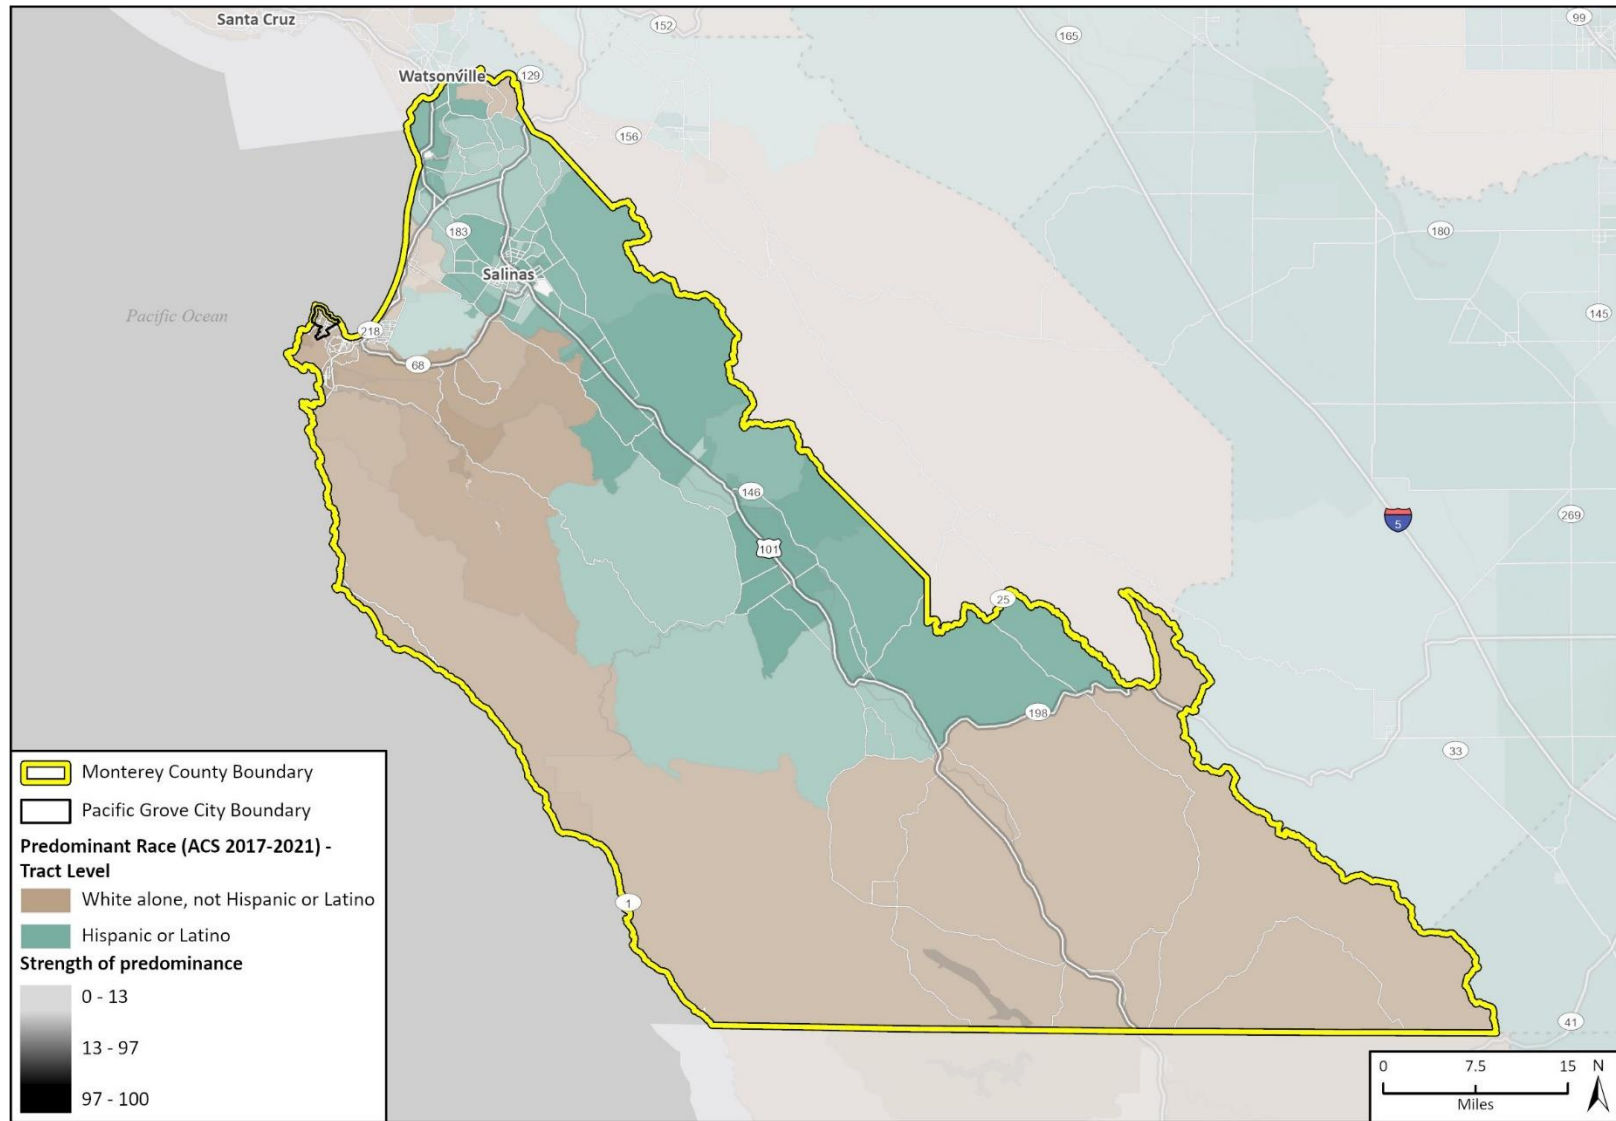 Santa Cruz
152
99
165
Watsonville
129
156
183
180
Salinas
Pacific Ocean
218
145
68
146
5
269
101
25
198
33
1
41
Monterey County Boundary
Pacific Grove City Boundary
Predominant Race (ACS 2017-2021) -
Tract Level
White alone, not Hispanic or Latino
Hispanic or Latino
Strength of predominance
0 - 13
13 - 97
97 - 100
0 7.5 15 N
Miles